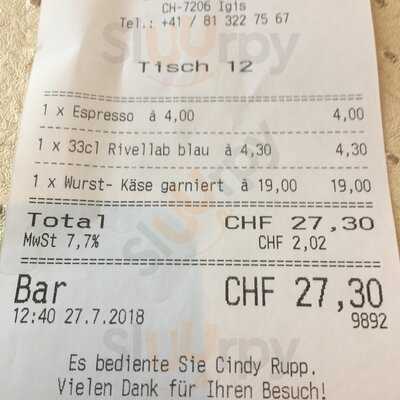 CH-7206 Igis
Tel.: +41 / 81 322 75 67
Tisch 12
1 x Espresso à 4,00 4,00
1 x 33cl Rivellab blau à 4,30 4,30
1 x Wurst- Käse garniert à 19,00 19,00
Total CHF 27,30
MwSt 7,7% CHF 2,02
Bar CHF 27,30
12:40 27.7.2018 9892
Es bediente Sie Cindy Rupp.
Vielen Dank für Ihren Besuch!
Sluurpy
Sluurpy
Sluurpy